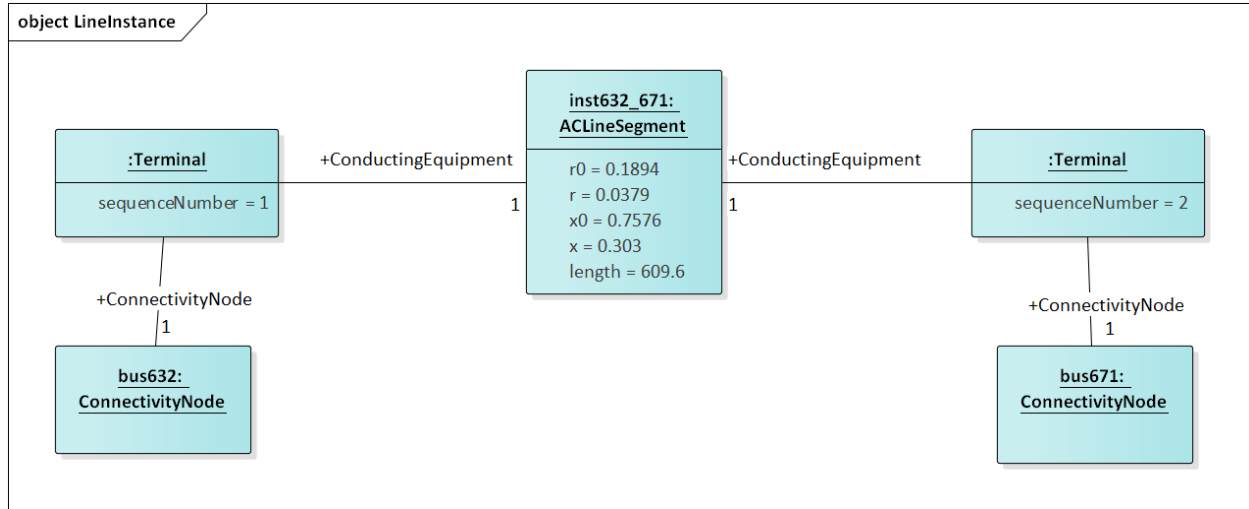 object LineInstance
:Terminal
sequenceNumber = 1
+ConductingEquipment
1
inst632_671:
ACLineSegment
r0 = 0.1894
r = 0.0379
x0 = 0.7576
x = 0.303
length = 609.6
+ConductingEquipment
1
:Terminal
sequenceNumber = 2
+ConnectivityNode
1
bus632:
ConnectivityNode
+ConnectivityNode
1
bus671:
ConnectivityNode